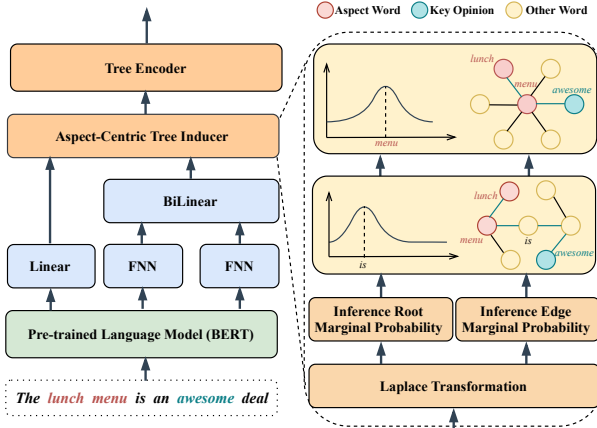 Aspect Word Key Opinion Other Word
Tree Encoder
Aspect-Centric Tree Inducer
BiLinear
Linear
FNN
FNN
Pre-trained Language Model (BERT)
The lunch menu is an awesome deal
menu
lunch
menu
awesome
is
lunch
menu
is
awesome
Inference Root
Marginal Probability
Inference Edge
Marginal Probability
Laplace Transformation